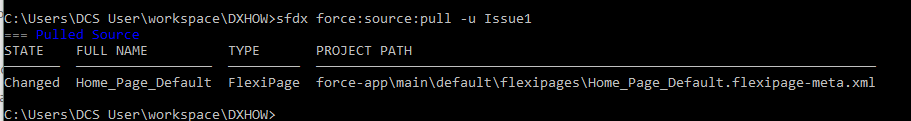 C:\Users\DCS User\workspace\DXHOW>sfdx force:source:pull -u Issue1
=== Pulled Source
STATE FULL NAME TYPE PROJECT PATH
Changed Home_Page_Default FlexiPage force-app\main\default\flexipages\Home_Page_Default.flexipage-meta.xml
C:\Users\DCS User\workspace\DXHOW>